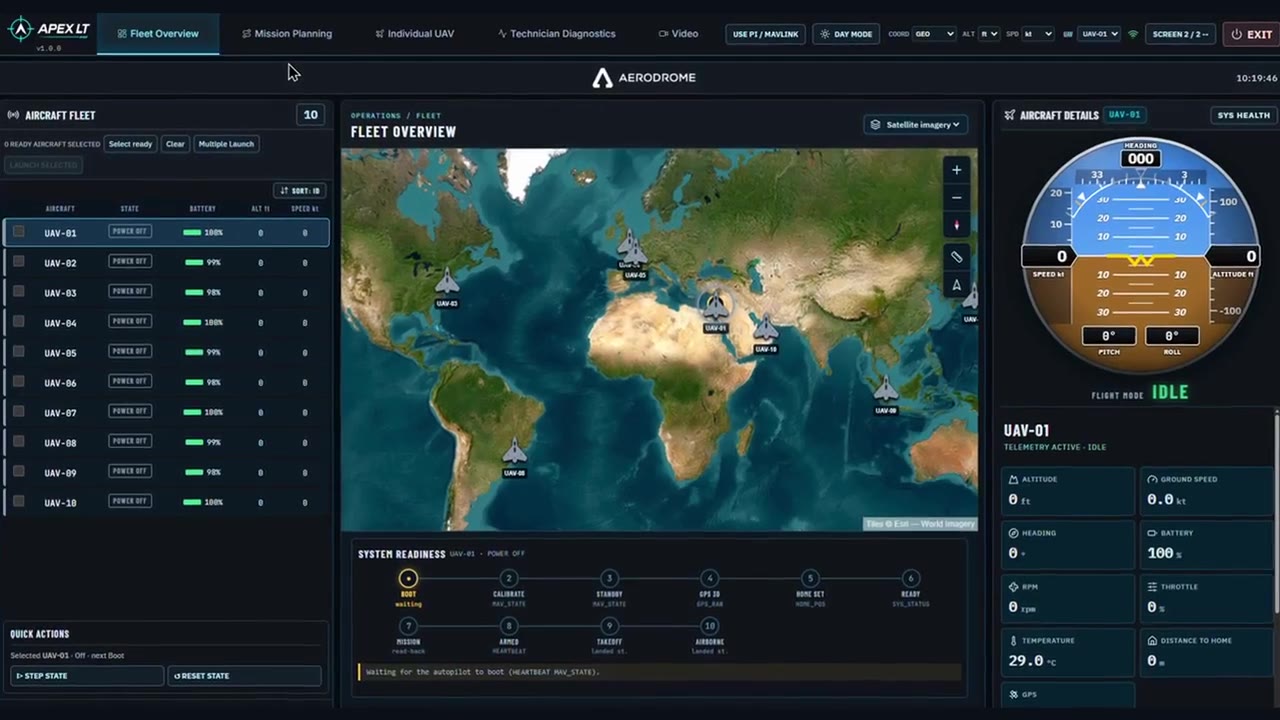 APEX LT
v1.0.0
Fleet Overview
Mission Planning
Individual UAV
Technician Diagnostics
Video
USE PI / MAVLINK
DAY MODE
COORD GEO ALT ft SPD kt
UAV-01
SCREEN 2 / 2
EXIT
AERODROME
10:19:46
AIRCRAFT FLEET 10
0 READY AIRCRAFT SELECTED Select ready Clear Multiple Launch
LAUNCH SELECTED
SORT: ID
AIRCRAFT STATE BATTERY ALT ft SPEED kt
UAV-01 POWER OFF 100% 0 0
UAV-02 POWER OFF 99% 0 0
UAV-03 POWER OFF 98% 0 0
UAV-04 POWER OFF 100% 0 0
UAV-05 POWER OFF 99% 0 0
UAV-06 POWER OFF 98% 0 0
UAV-07 POWER OFF 100% 0 0
UAV-08 POWER OFF 99% 0 0
UAV-09 POWER OFF 98% 0 0
UAV-10 POWER OFF 100% 0 0
QUICK ACTIONS
Selected UAV-01 · Off · next Boot
STEP STATE
RESET STATE
OPERATIONS / FLEET
FLEET OVERVIEW
Satellite imagery
UAV-05
UAV-03
UAV-01
UAV-10
UAV-09
UAV-08
Tiles © Esri — World Imagery
SYSTEM READINESS UAV-01 · POWER OFF
2 3 4 5 6
BOOT CALIBRATE STANDBY GPS 3D HOME SET READY
waiting MAV_STATE MAV_STATE GPS_RAW HOME_POS SYS_STATUS
7 8 9 10
MISSION ARMED TAKEOFF AIRBORNE
read-back HEARTBEAT landed st. landed st.
Waiting for the autopilot to boot (HEARTBEAT MAV_STATE).
AIRCRAFT DETAILS UAV-01 SYS HEALTH
HEADING
000
33 3
20 30 30 100
20 20
10 10 10
0 0
SPEED kt ALTITUDE ft
10 10
20 20
30 30 -100
0° 0°
PITCH ROLL
FLIGHT MODE IDLE
UAV-01
TELEMETRY ACTIVE · IDLE
ALTITUDE
0 ft
GROUND SPEED
0.0 kt
HEADING
0 °
BATTERY
100 %
RPM
0 rpm
THROTTLE
0 %
TEMPERATURE
29.0 °C
DISTANCE TO HOME
0 m
GPS